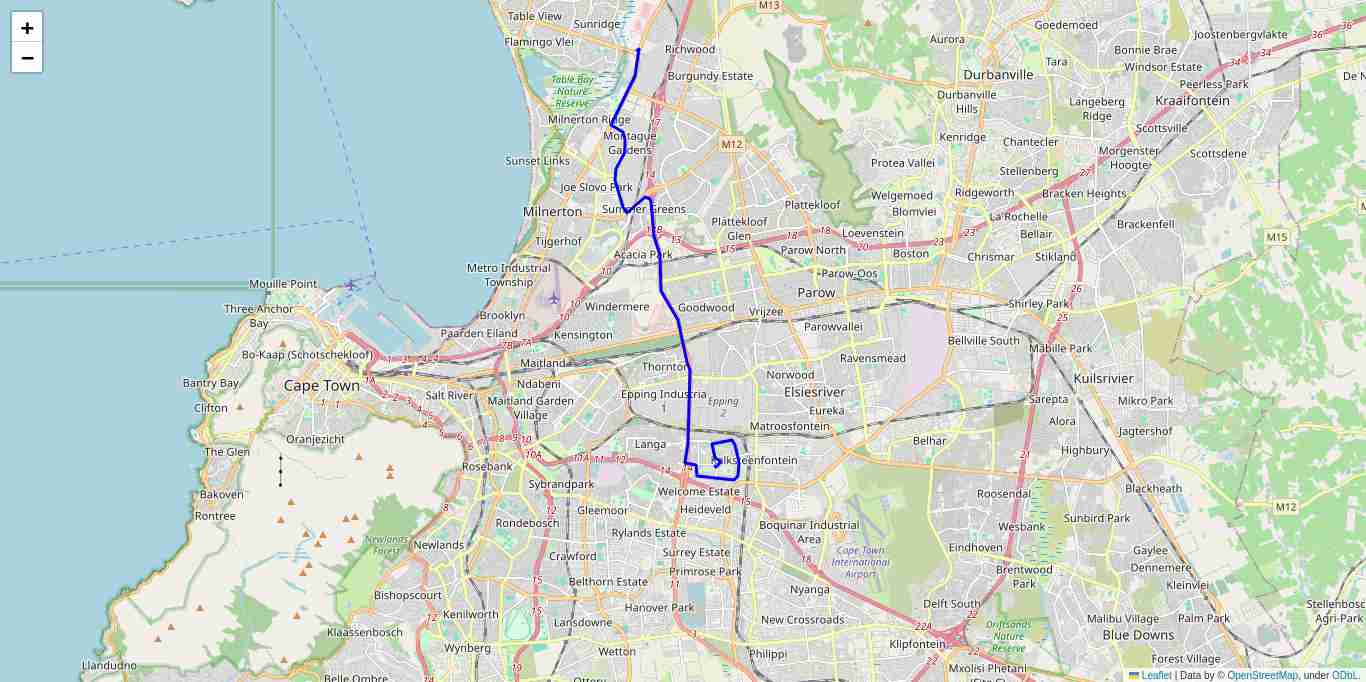 +
−
Table View
Sunridge
Flamingo Vlei
Richwood
Burgundy Estate
Table Bay
Nature
Reserve
Milnerton Ridge
Montague
Gardens
Sunset Links
Joe Slovo Park
Milnerton
Summer Greens
Tijgerhof
Acacia Park
Metro Industrial
Township
Mouille Point
Three Anchor
Bay
Brooklyn
Paarden Eiland
Windermere
Kensington
Goodwood
Vrijzee
Parow
Parowvallei
Bo-Kaap (Schotschekloof)
Cape Town
Bantry Bay
Clifton
Oranjezicht
The Glen
Bakoven
Rontree
Maitland
Ndabeni
Salt River
Maitland Garden
Village
Thornton
Epping Industria
1
Epping
2
Norwood
Elsiesriver
Eureka
Ravensmead
Matroosfontein
Langa
Rosebank
Sybrandpark
Kalksteenfontein
Welcome Estate
Heideveld
Gleemoor
Rondebosch
Rylands Estate
Newlands
Newlands
Forest
Crawford
Surrey Estate
Primrose Park
Belthorn Estate
Bishopscourt
Hanover Park
Kenilworth
Lansdowne
Klaassenbosch
Wynberg
Wetton
Llandudno
Belle Ombre
Ottery
Philippi
New Crossroads
Nyanga
Boquinar Industrial
Area
Cape Town
International
Airport
M13
M12
Goedemoed
Aurora
Bonnie Brae
Joostenbergvlakte
Durbanville
Tara
Windsor Estate
Peerless Park
Durbanville
Hills
Langeberg
Ridge
Kraaifontein
Kenridge
Chantecler
Scottsville
Morgenster
Hoogte
Scottsdene
Protea Vallei
Stellenberg
Welgemoed
Ridgeworth
Bracken Heights
Plattekloof
Blomvlei
La Rochelle
Brackenfell
Plattekloof
Glen
Loevenstein
Bellair
Parow North
Boston
Chrismar
Stikland
Parow-Oos
M15
Shirley Park
Bellville South
Mabille Park
Kuilsrivier
Sarepta
Mikro Park
Alora
Jagtershof
Belhar
Highbury
Roosendal
Blackheath
M12
Wesbank
Sunbird Park
Eindhoven
Gaylee
Dennemere
Brentwood
Park
Kleinvlei
Delft South
Driftsands
Nature
Reserve
Malibu Village
Palm Park
Blue Downs
Klipfontein
Forest Village
Mxolisi Phetani
Stellenbosc
Agri-Park
De N
Leaflet | Data by © OpenStreetMap, under ODbL.